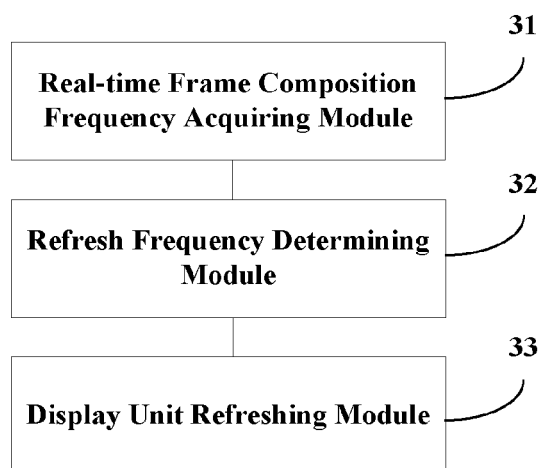 31
Real-time Frame Composition
Frequency Acquiring Module
32
Refresh Frequency Determining
Module
33
Display Unit Refreshing Module